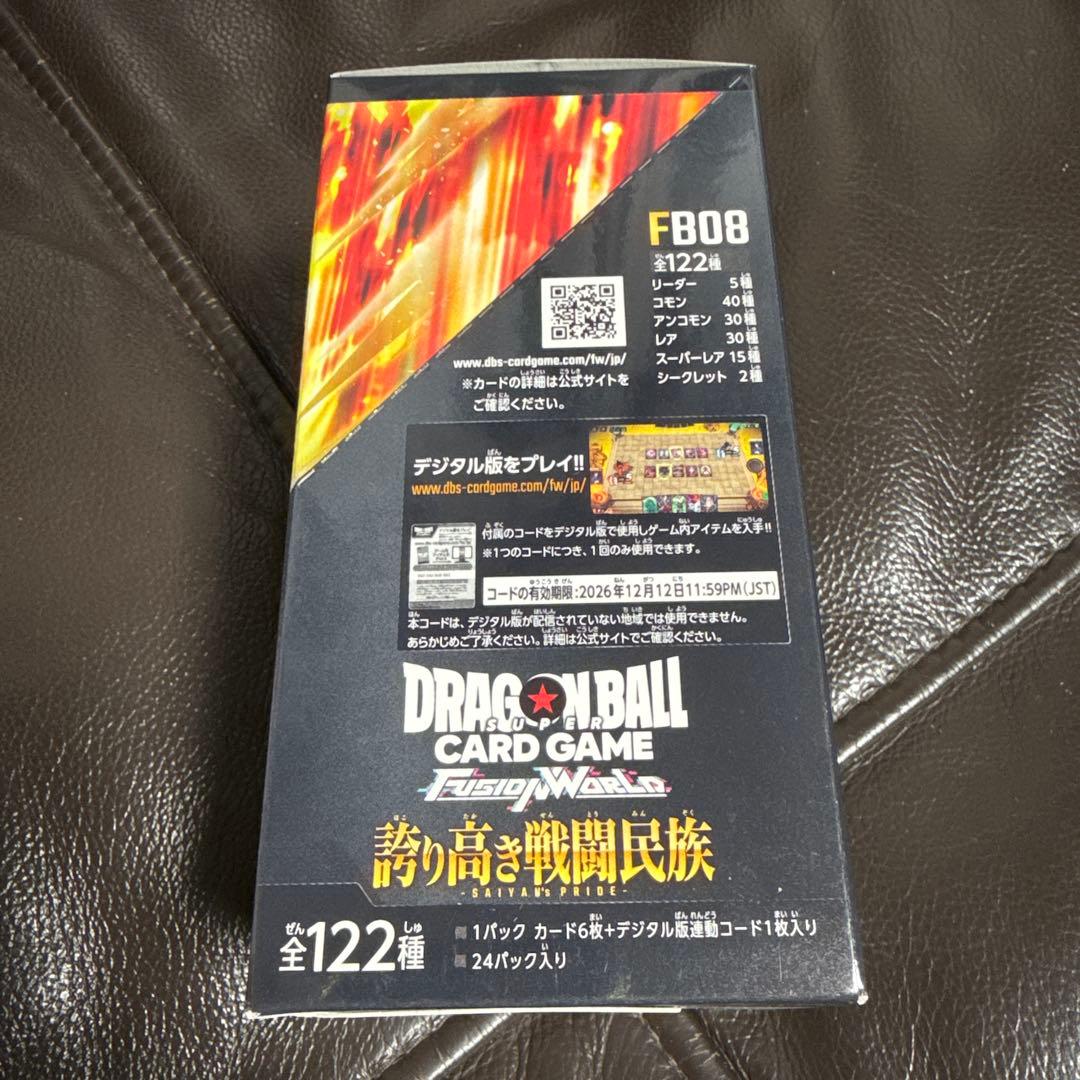 FB08
全122種
リーダー 5種
コモン 40種
アンコモン 30種
レア 30種
スーパーレア 15種
シークレット 2種
www.dbs-cardgame.com/fw/jp/
※カードの詳細は公式サイトを
ご確認ください。
デジタル版をプレイ!!
www.dbs-cardgame.com/fw/jp/
付属のコードをデジタル版で使用しゲーム内アイテムを入手!!
※1つのコードにつき、1回のみ使用できます。
コードの有効期限:2026年12月12日11:59PM(JST)
本コードは、デジタル版が配信されていない地域では使用できません。
あらかじめご了承ください。詳細は公式サイトでご確認ください。
DRAGON BALL
SUPER
CARD GAME
FUSION WORLD
誇り高き戦闘民族
-SAIYAN's PRIDE-
全122種
1パック カード6枚+デジタル版連動コード1枚入り
24パック入り